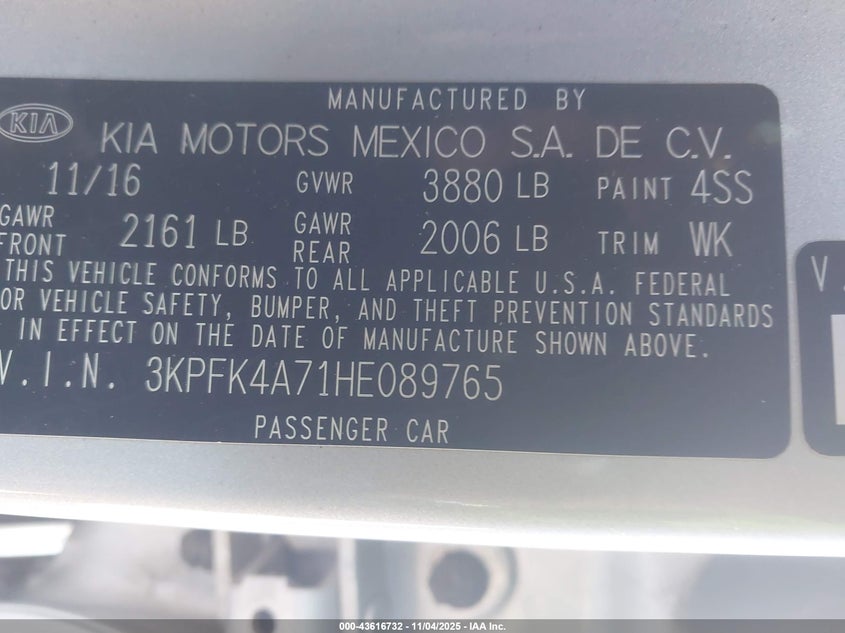 MANUFACTURED BY
KIA
KIA MOTORS MEXICO S.A. DE C.V.
11/16 GVWR 3880 LB PAINT 4SS
GAWR FRONT 2161 LB GAWR REAR 2006 LB TRIM WK
THIS VEHICLE CONFORMS TO ALL APPLICABLE U.S.A. FEDERAL
OR VEHICLE SAFETY, BUMPER, AND THEFT PREVENTION STANDARDS
IN EFFECT ON THE DATE OF MANUFACTURE SHOWN ABOVE.
V.I.N. 3KPFK4A71HE089765
PASSENGER CAR
V.
000-43616732 - 11/04/2025 - IAA Inc.